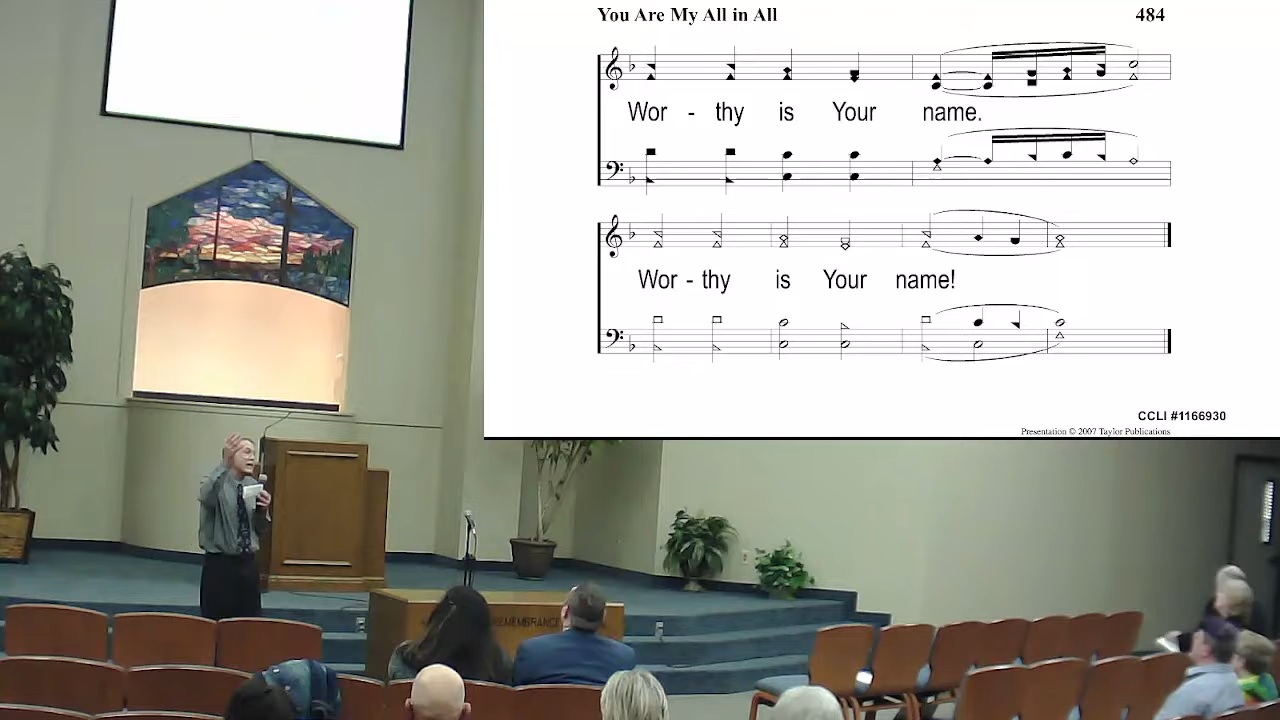 You Are My All in All
484
Wor - thy is Your name.
Wor - thy is Your name!
CCLI #1166930
Presentation © 2007 Taylor Publications
REMEMBRANCE